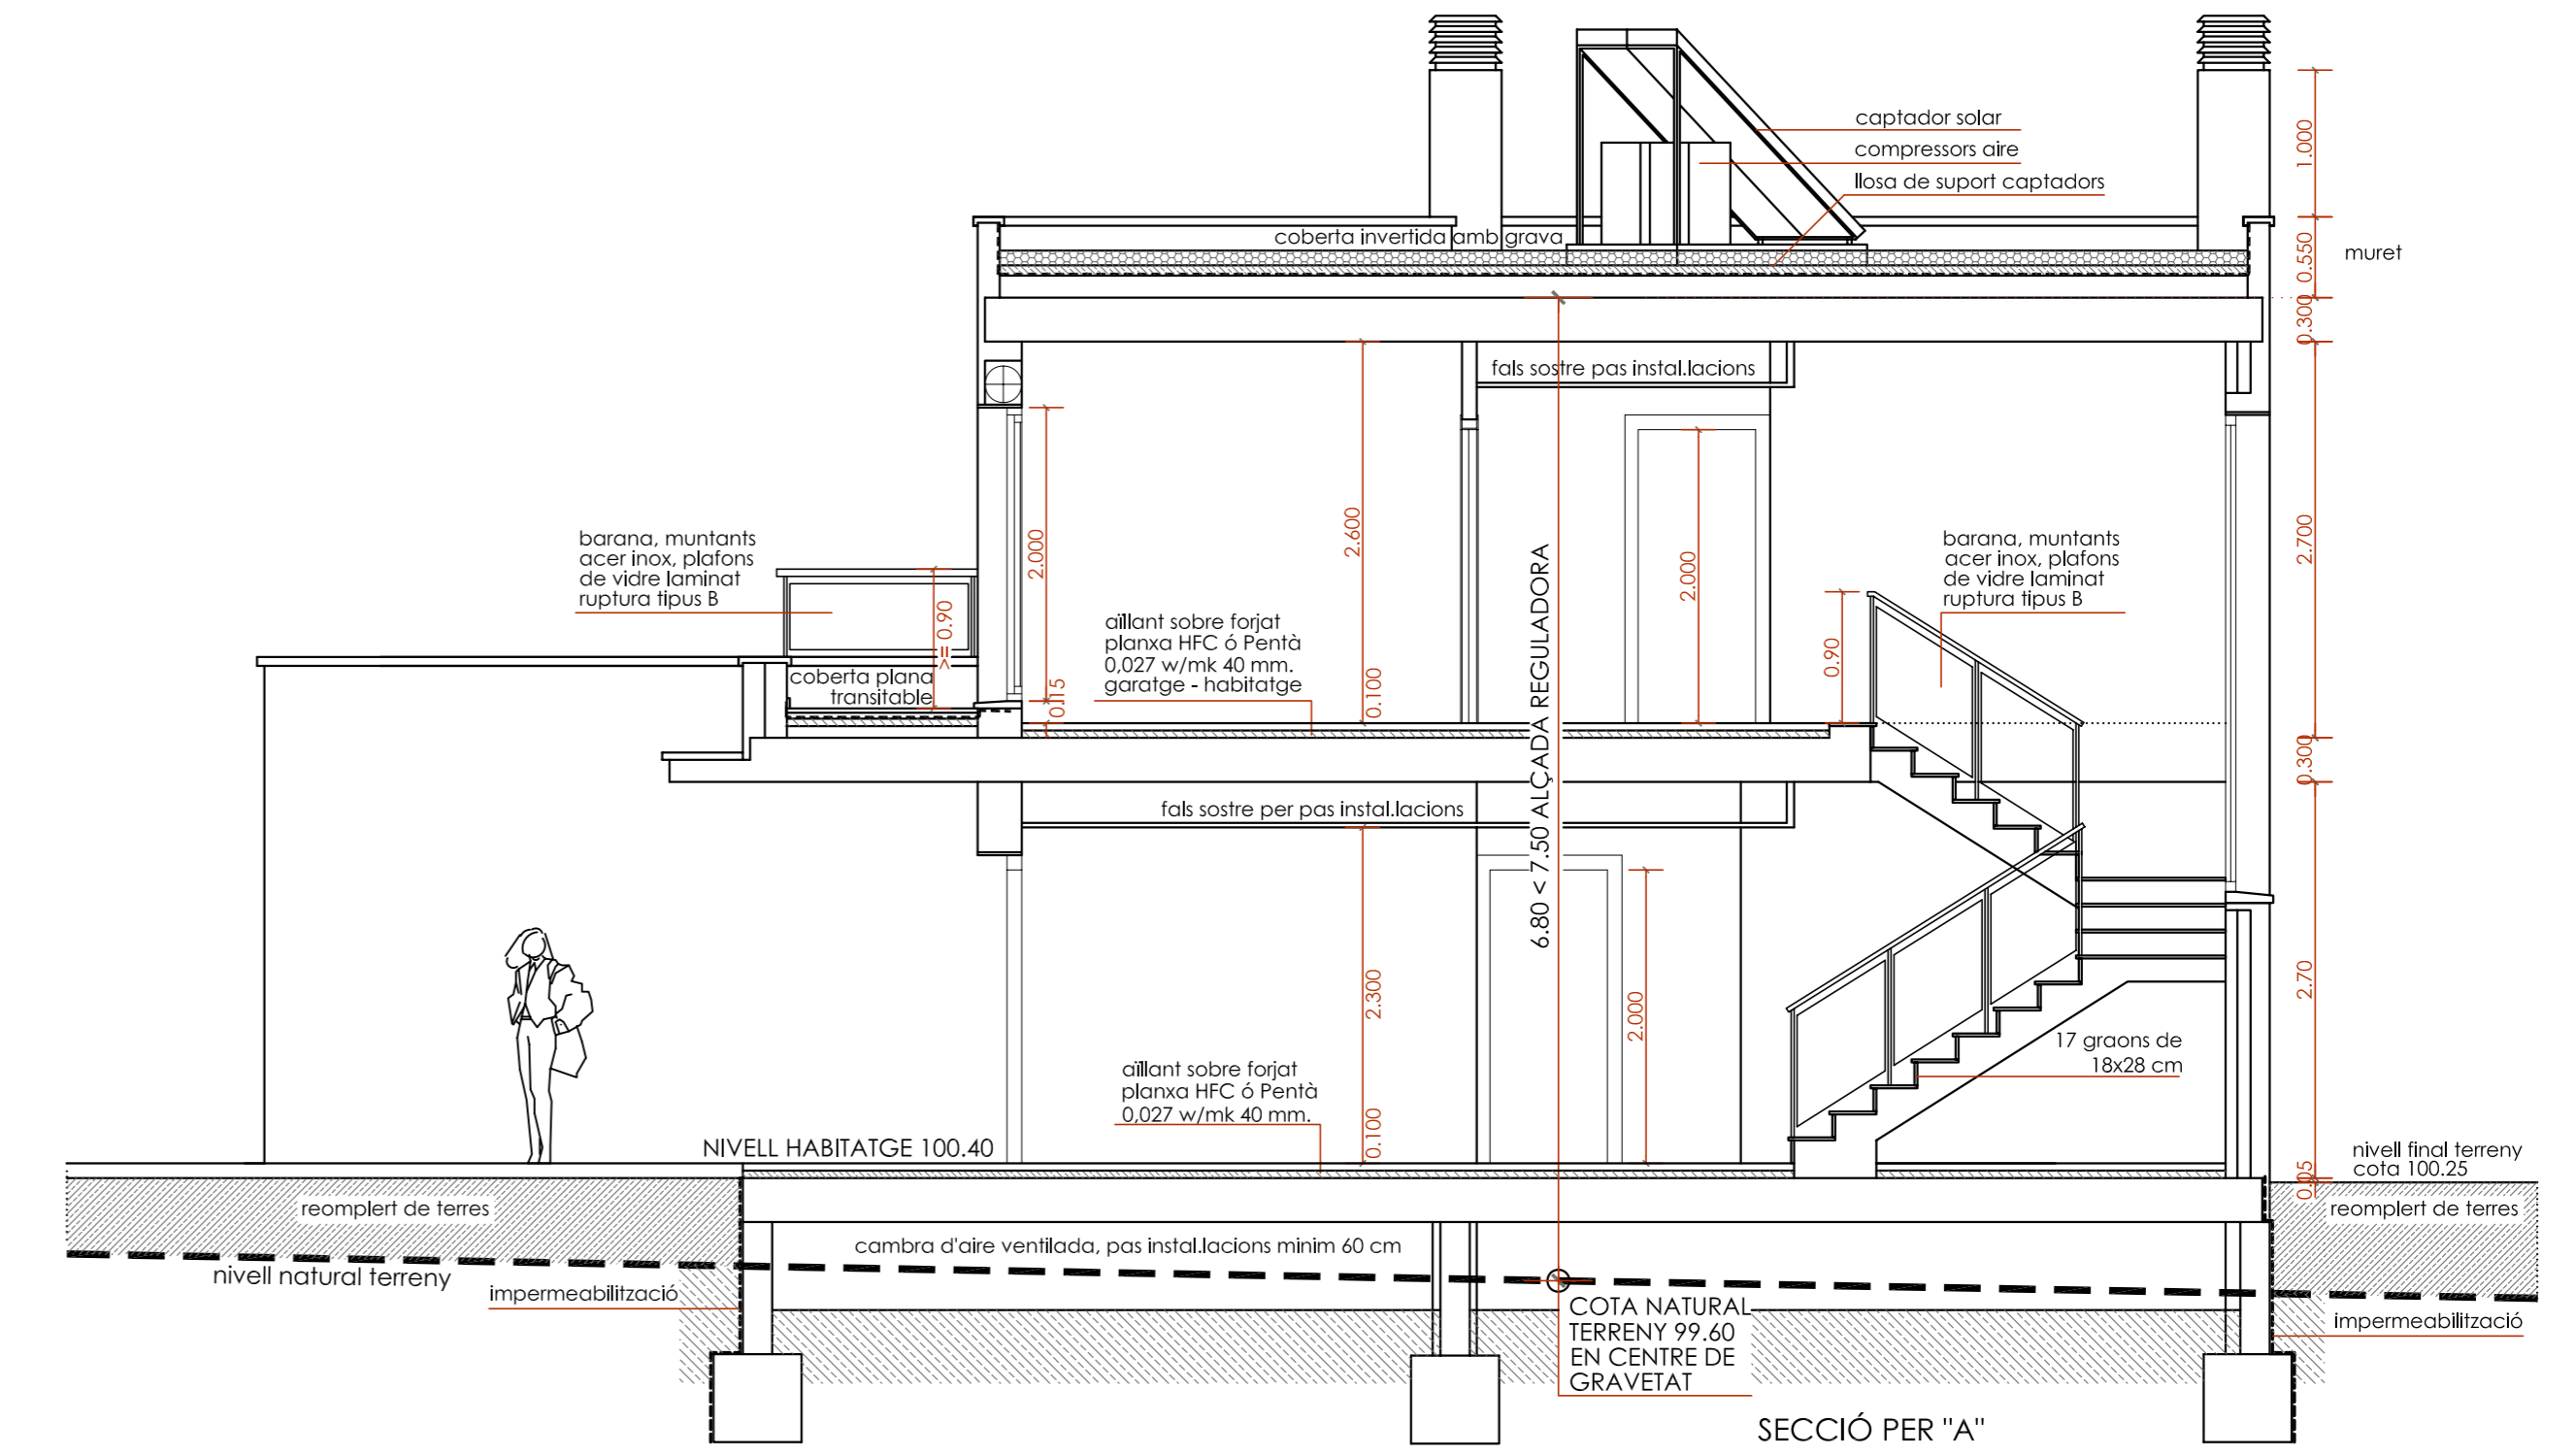 captador solar
compressors aire
llosa de suport captadors
1.000
coberta invertida amb grava
0.550
muret
0.300
fals sostre pas instal.lacions
barana, muntants
acer inox, plafons
de vidre laminat
ruptura tipus B
>= 0.90
2.000
2.600
2.000
2.700
barana, muntants
acer inox, plafons
de vidre laminat
ruptura tipus B
0.90
aïllant sobre forjat
planxa HFC ó Pentà
0,027 w/mk 40 mm.
garatge - habitatge
coberta plana
transitable
0.15
0.100
6.80 < 7.50 ALÇADA REGULADORA
0.300
fals sostre per pas instal.lacions
2.300
2.000
2.70
17 graons de
18x28 cm
aïllant sobre forjat
planxa HFC ó Pentà
0,027 w/mk 40 mm.
0.100
NIVELL HABITATGE 100.40
nivell final terreny
cota 100.25
0.05
reomplert de terres
reomplert de terres
cambra d'aire ventilada, pas instal.lacions minim 60 cm
nivell natural terreny
impermeabilització
COTA NATURAL
TERRENY 99.60
EN CENTRE DE
GRAVETAT
impermeabilització
SECCIÓ PER "A"